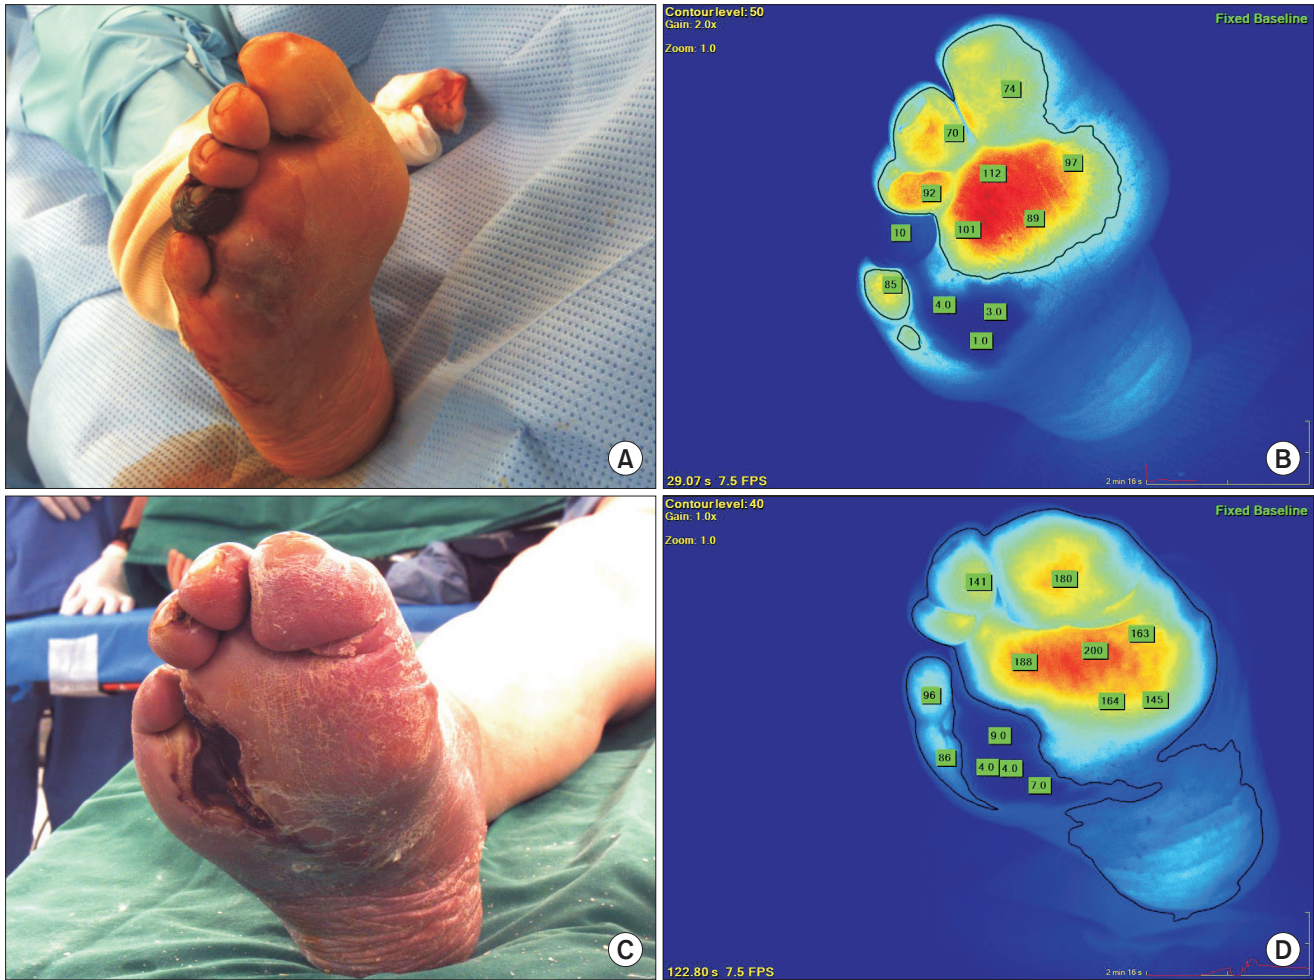 A
Contour level: 50
Gain: 2.0x
Zoom: 1.0
Fixed Baseline
74
70
97
112
92
89
101
10
85
4.0
3.0
1.0
29.07 s 7.5 FPS
2 min 16 s
B
C
Contour level: 40
Gain: 1.0x
Zoom: 1.0
Fixed Baseline
141
180
163
200
188
96
164
145
9.0
86
4.0
4.0
7.0
122.80 s 7.5 FPS
2 min 16 s
D